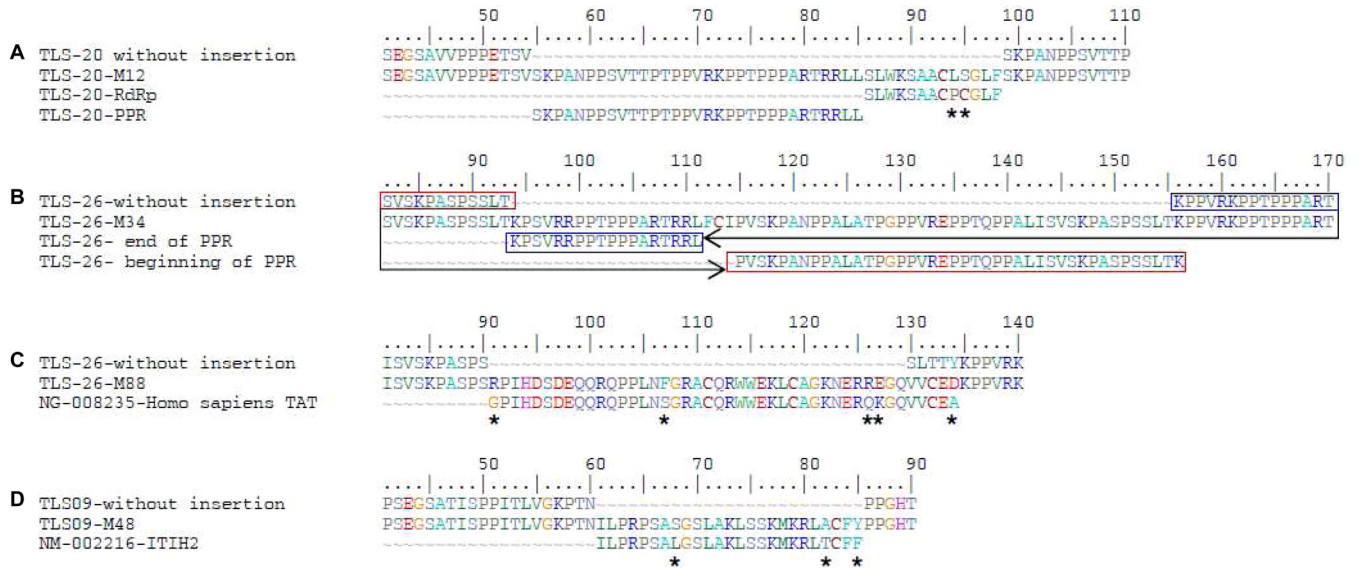 50 60 70 80 90 100 110
....|....|....|....|....|....|....|....|....|....|....|....|....|....|
A TLS-20 without insertion SEGSAVVPPPETSV~~~~~~~~~~~~~~~~~~~~~~~~~~~~~~~~~~~~~~~~~~~~SKPANPPSVTTP
TLS-20-M12 SEGSAVVPPPETSVSKPANPPSVTTPTPPVRKPPTPPPARTRRLLSLWKSAACLSGLFSKPANPPSVTTP
TLS-20-RdRp ~~~~~~~~~~~~~~~~~~~~~~~~~~~~~~~~~~~~~~~~~~~~~SLWKSAACPCGLF
TLS-20-PPR ~~~~~~~~~~~~~~SKPANPPSVTTPTPPVRKPPTPPPARTRRLL
**
90 100 110 120 130 140 150 160 170
...|....|....|....|....|....|....|....|....|....|....|....|....|....|....|....|....|....|
B TLS-26-without insertion SVSKPASPSSLT~~~~~~~~~~~~~~~~~~~~~~~~~~~~~~~~~~~~~~~~~~~~~~~~~~~~~~~~~~~~~~KPPVRKPPTPPPART
TLS-26-M34 SVSKPASPSSLTKPSVRRPPTPPPARTRRLFCIPVSKPANPPALATPGPPVREPPTQPPALISVSKPASPSSLTKPPVRKPPTPPPART
TLS-26- end of PPR ~~~~~~~~~~~~KPSVRRPPTPPPARTRRL
TLS-26- beginning of PPR ~~~~~~~~~~~~~~~~~~~~~~~~~~~~~~~~~PVSKPANPPALATPGPPVREPPTQPPALISVSKPASPSSLTK
90 100 110 120 130 140
....|....|....|....|....|....|....|....|....|....|....|....|
C TLS-26-without insertion ISVSKPASPS~~~~~~~~~~~~~~~~~~~~~~~~~~~~~~~~~~~~~~~SLTTYKPPVRK
TLS-26-M88 ISVSKPASPSRPIHDSDEQQRQPPLNFGRACQRWWEKLCAGKNERREGQVVCEDKPPVRK
NG-008235-Homo sapiens TAT ~~~~~~~~~~GPIHDSDEQQRQPPLNSGRACQRWWEKLCAGKNERQKGQVVCEA
* * ** *
50 60 70 80 90
....|....|....|....|....|....|....|....|....|....|
D TLS09-without insertion PSEGSATISPPITLVGKPTN~~~~~~~~~~~~~~~~~~~~~~~~~PPGHT
TLS09-M48 PSEGSATISPPITLVGKPTNILPRPSASGSLAKLSSKMKRLACFYPPGHT
NM-002216-ITIH2 ~~~~~~~~~~~~~~~~~~~~ILPRPSALGSLAKLSSKMKRLTCFF
* * *